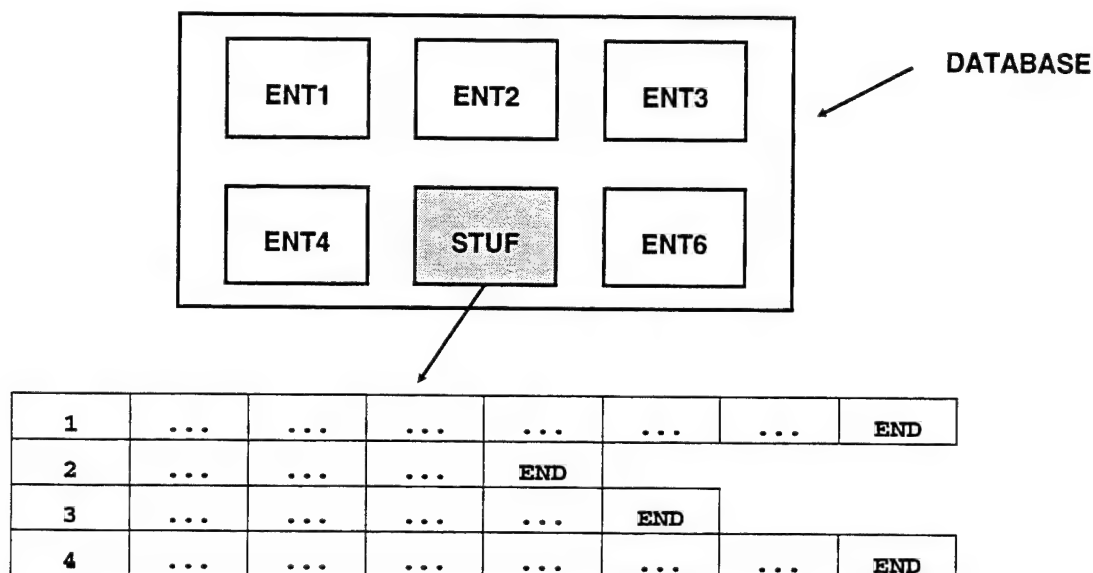 DATABASE
ENT1 ENT2 ENT3
ENT4 STUF ENT6
1 ... ... ... ... ... ... END
2 ... ... ... END
3 ... ... ... ... END
4 ... ... ... ... ... ... END